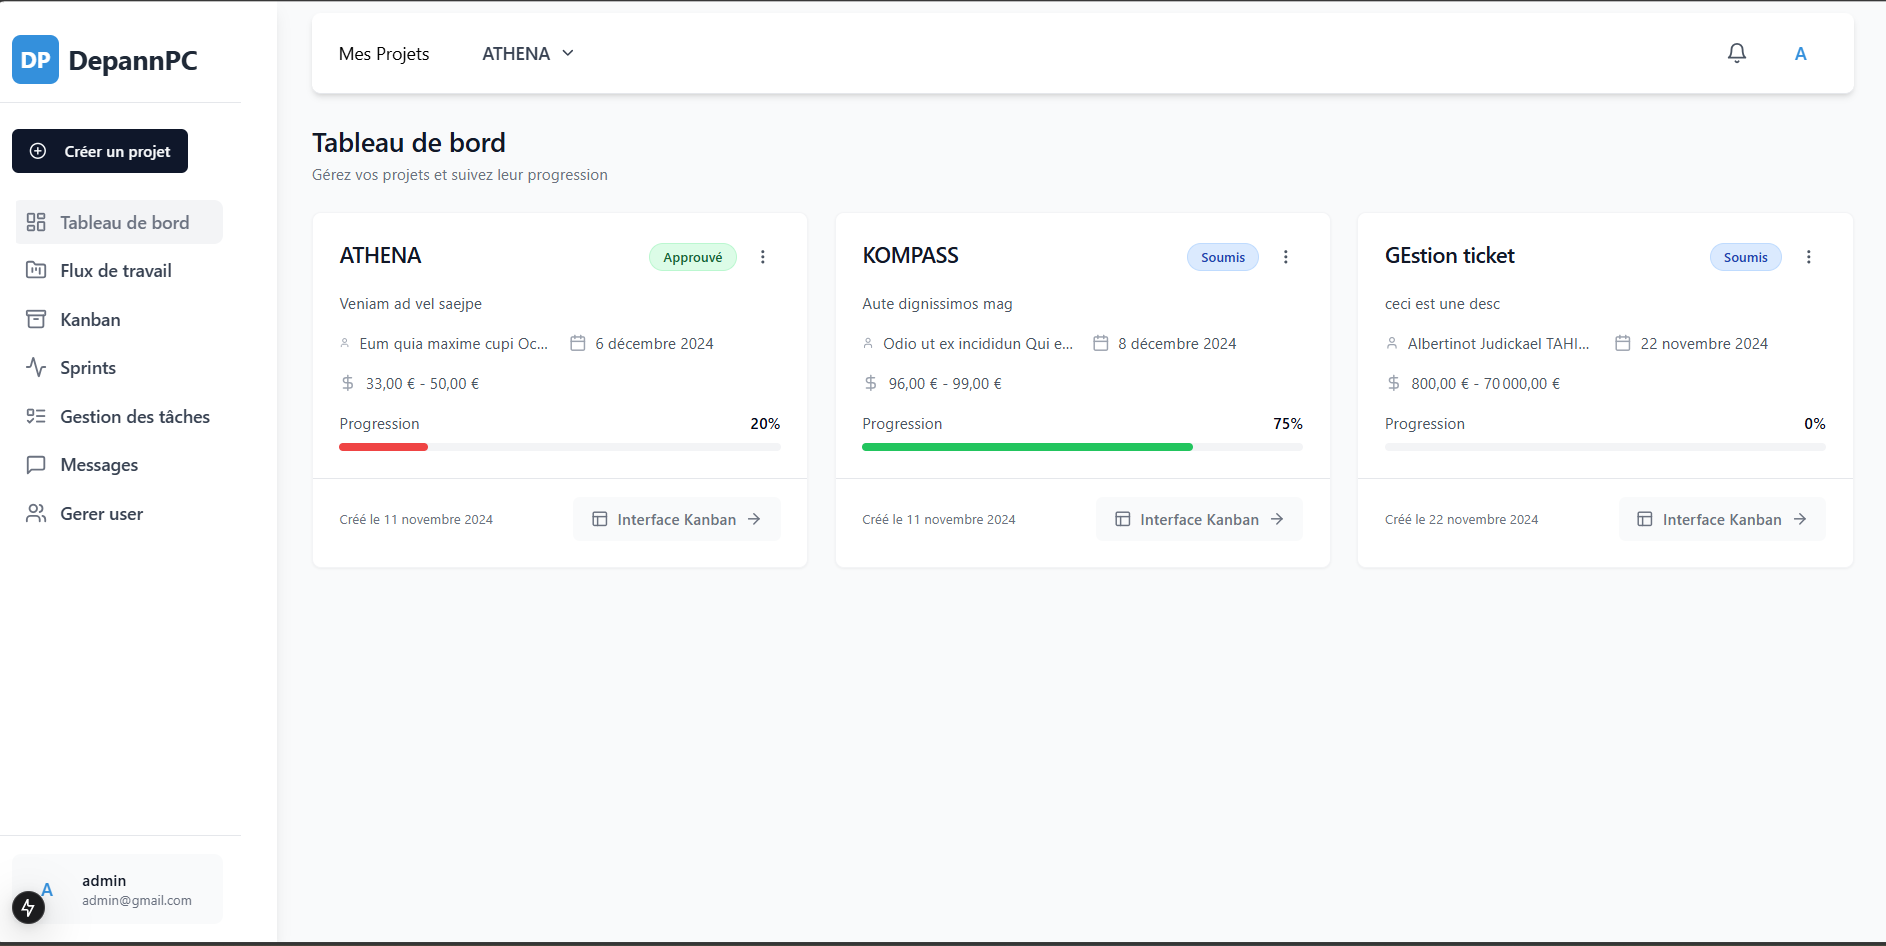 DP DepannPC
Créer un projet
Tableau de bord
Flux de travail
Kanban
Sprints
Gestion des tâches
Messages
Gerer user
A
admin
admin@gmail.com
Mes Projets ATHENA A
Tableau de bord
Gérez vos projets et suivez leur progression
ATHENA Approuvé
Veniam ad vel saejpe
Eum quia maxime cupi Oc... 6 décembre 2024
33,00 € - 50,00 €
Progression 20%
Créé le 11 novembre 2024 Interface Kanban
KOMPASS Soumis
Aute dignissimos mag
Odio ut ex incididun Qui e... 8 décembre 2024
96,00 € - 99,00 €
Progression 75%
Créé le 11 novembre 2024 Interface Kanban
GEstion ticket Soumis
ceci est une desc
Albertinot Judickael TAHI... 22 novembre 2024
800,00 € - 70 000,00 €
Progression 0%
Créé le 22 novembre 2024 Interface Kanban